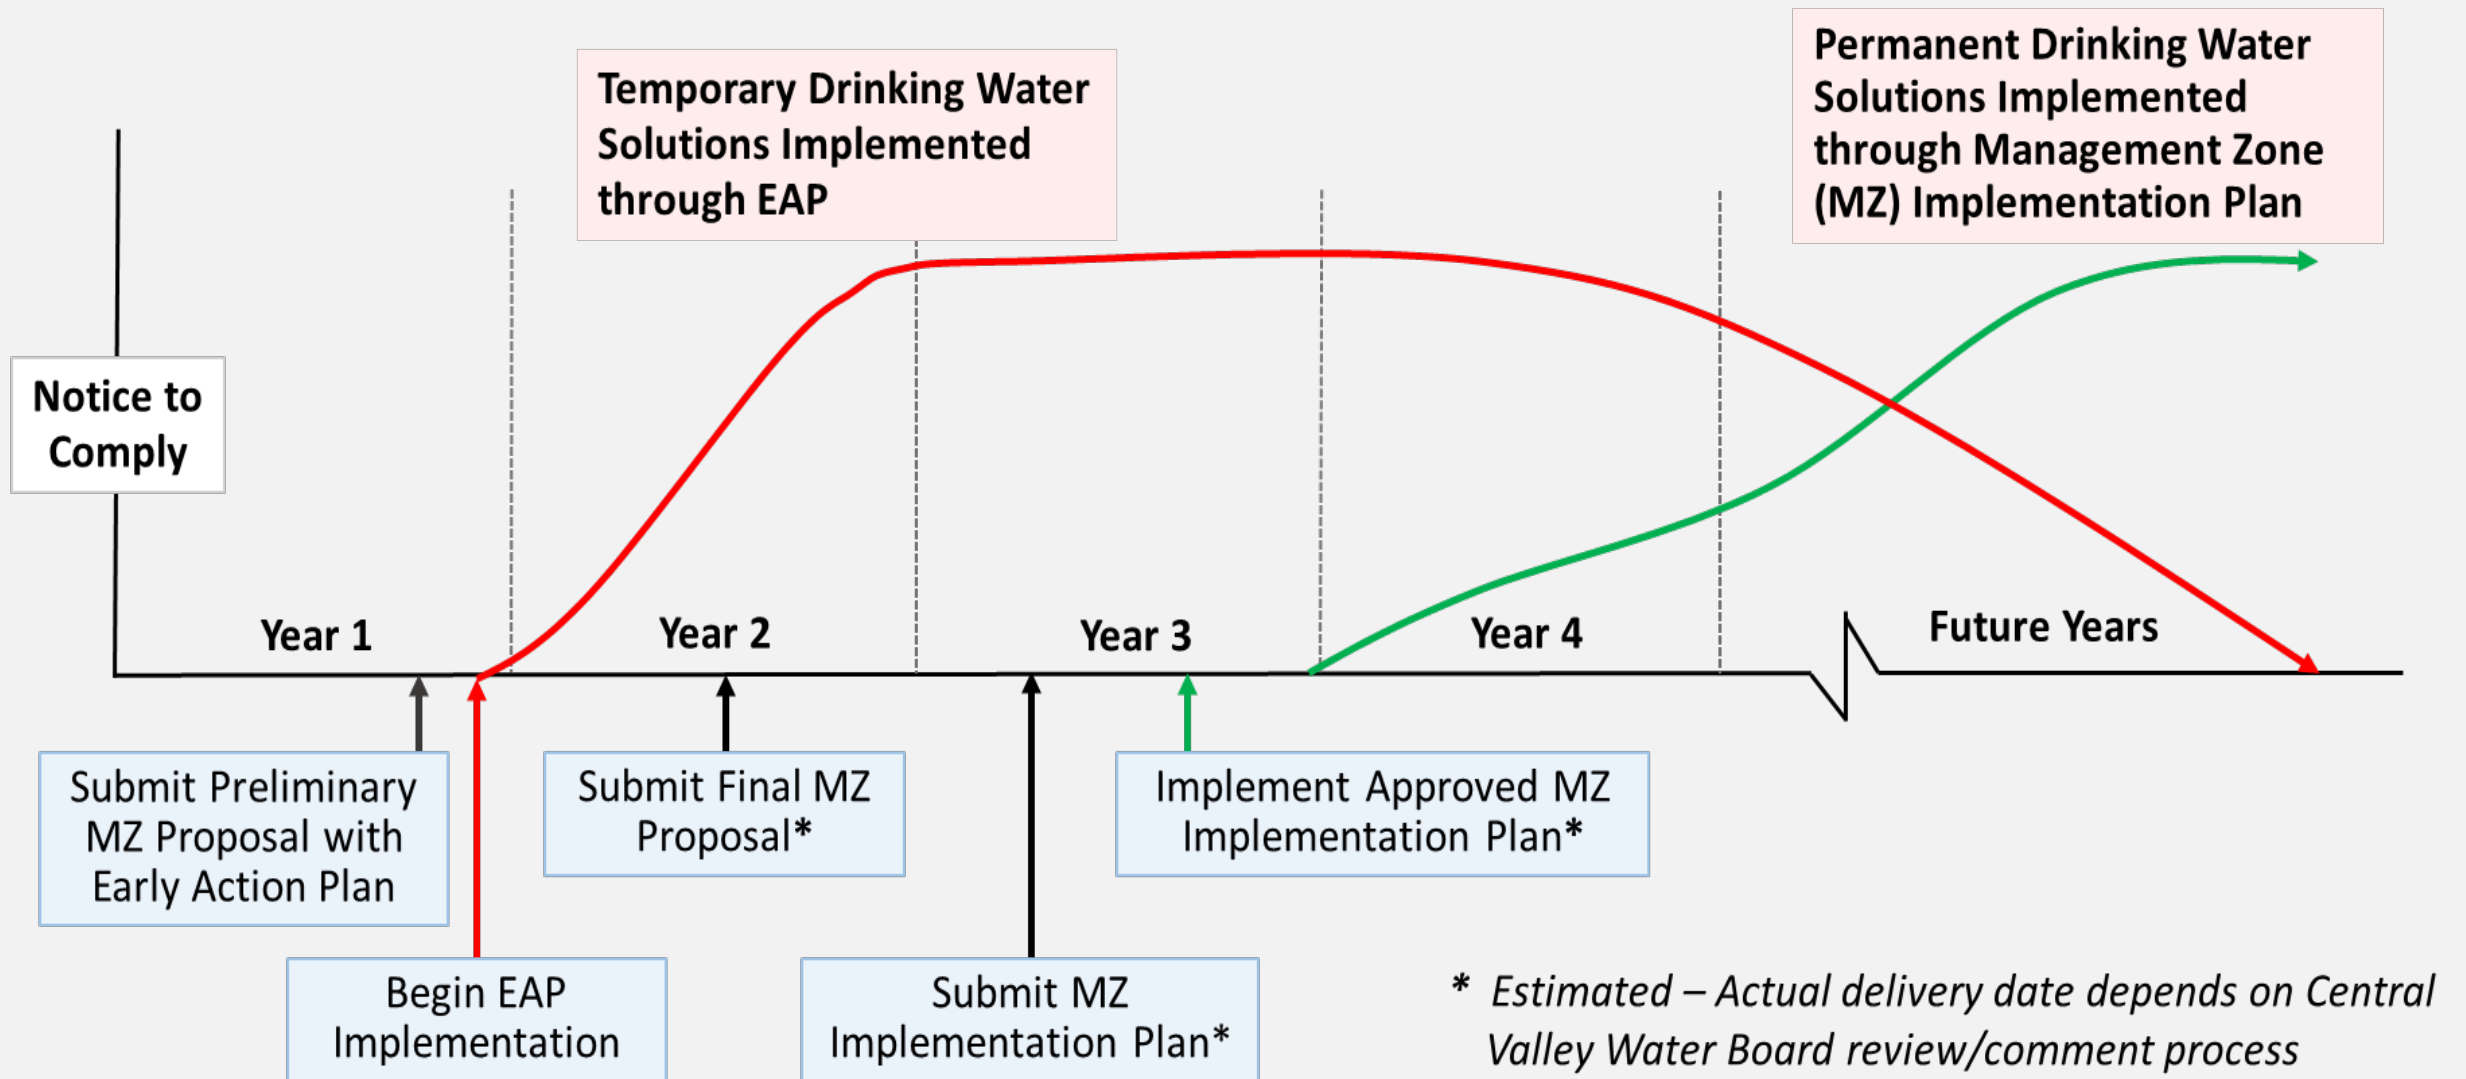 Temporary Drinking Water
Solutions Implemented
through EAP
Permanent Drinking Water
Solutions Implemented
through Management Zone
(MZ) Implementation Plan
Notice to
Comply
Year 1
Year 2
Year 3
Year 4
Future Years
Submit Preliminary
MZ Proposal with
Early Action Plan
Submit Final MZ
Proposal*
Implement Approved MZ
Implementation Plan*
Begin EAP
Implementation
Submit MZ
Implementation Plan*
* Estimated – Actual delivery date depends on Central
Valley Water Board review/comment process